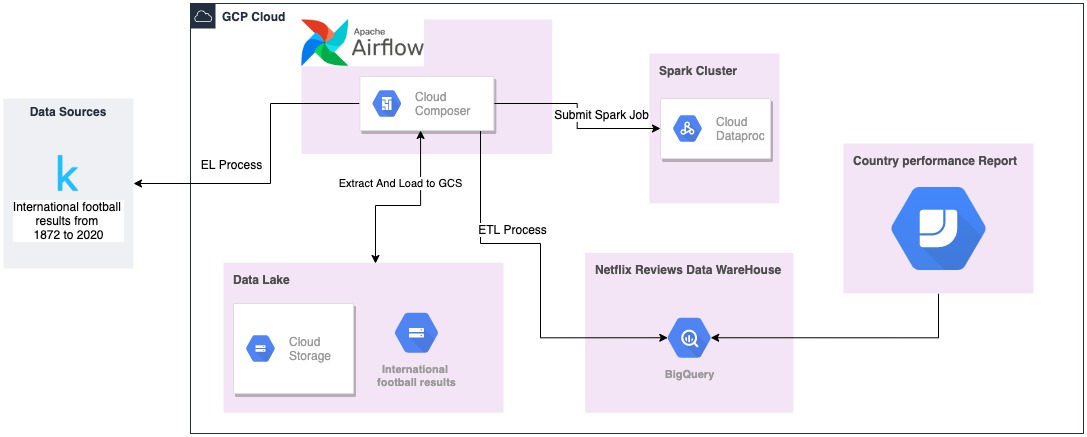 GCP Cloud
Apache
Airflow
Cloud
Composer
Spark Cluster
Cloud
Dataproc
Submit Spark Job
Data Sources
k
International football
results from
1872 to 2020
EL Process
Extract And Load to GCS
ETL Process
Country performance Report
Data Lake
Cloud
Storage
International
football results
Netflix Reviews Data WareHouse
BigQuery